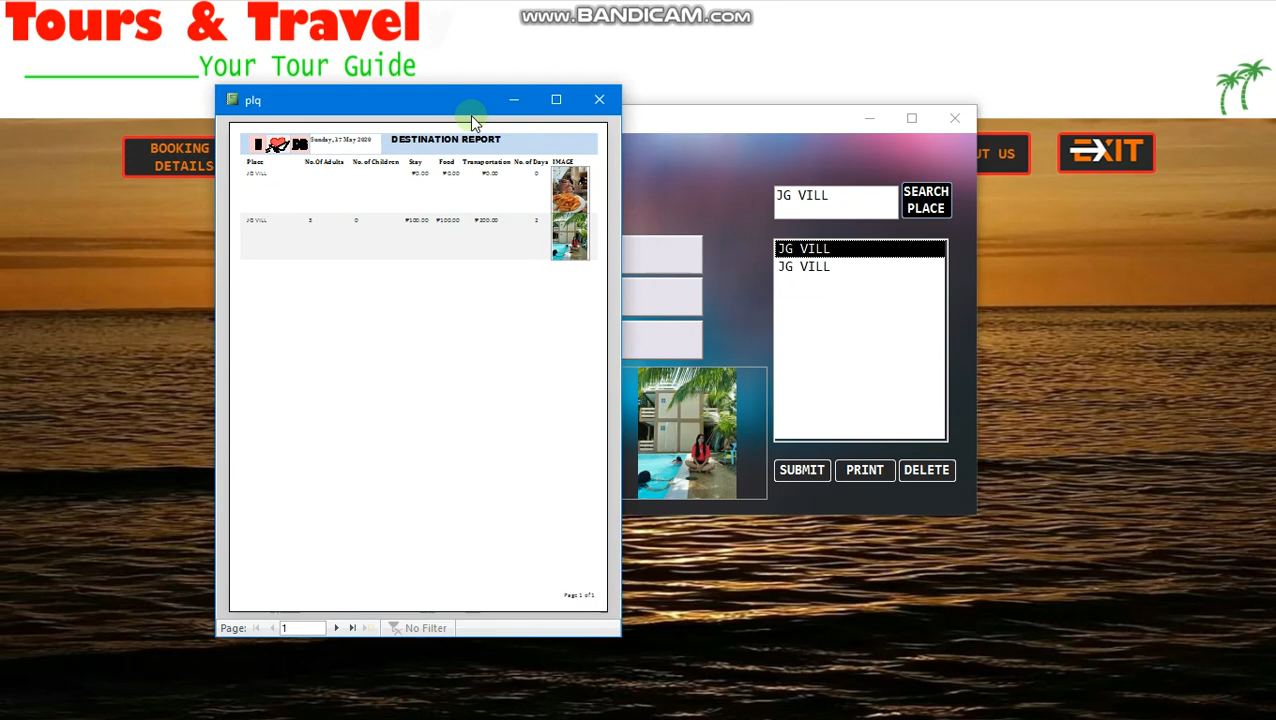 Tours & Travel
www.BANDICAM.com
Your Tour Guide
plq
Sunday, 17 May 2020
DESTINATION REPORT
Place No.Of Adults No. of Children Stay Food Transportation No. of Days IMAGE
JG VILL ₱0.00 ₱0.00 ₱0.00 0
JG VILL 3 0 ₱100.00 ₱100.00 ₱200.00 2
Page 1 of 1
Page: 1 No Filter
BOOKING
DETAILS
UT US
EXIT
JG VILL
SEARCH
PLACE
JG VILL
JG VILL
SUBMIT PRINT DELETE